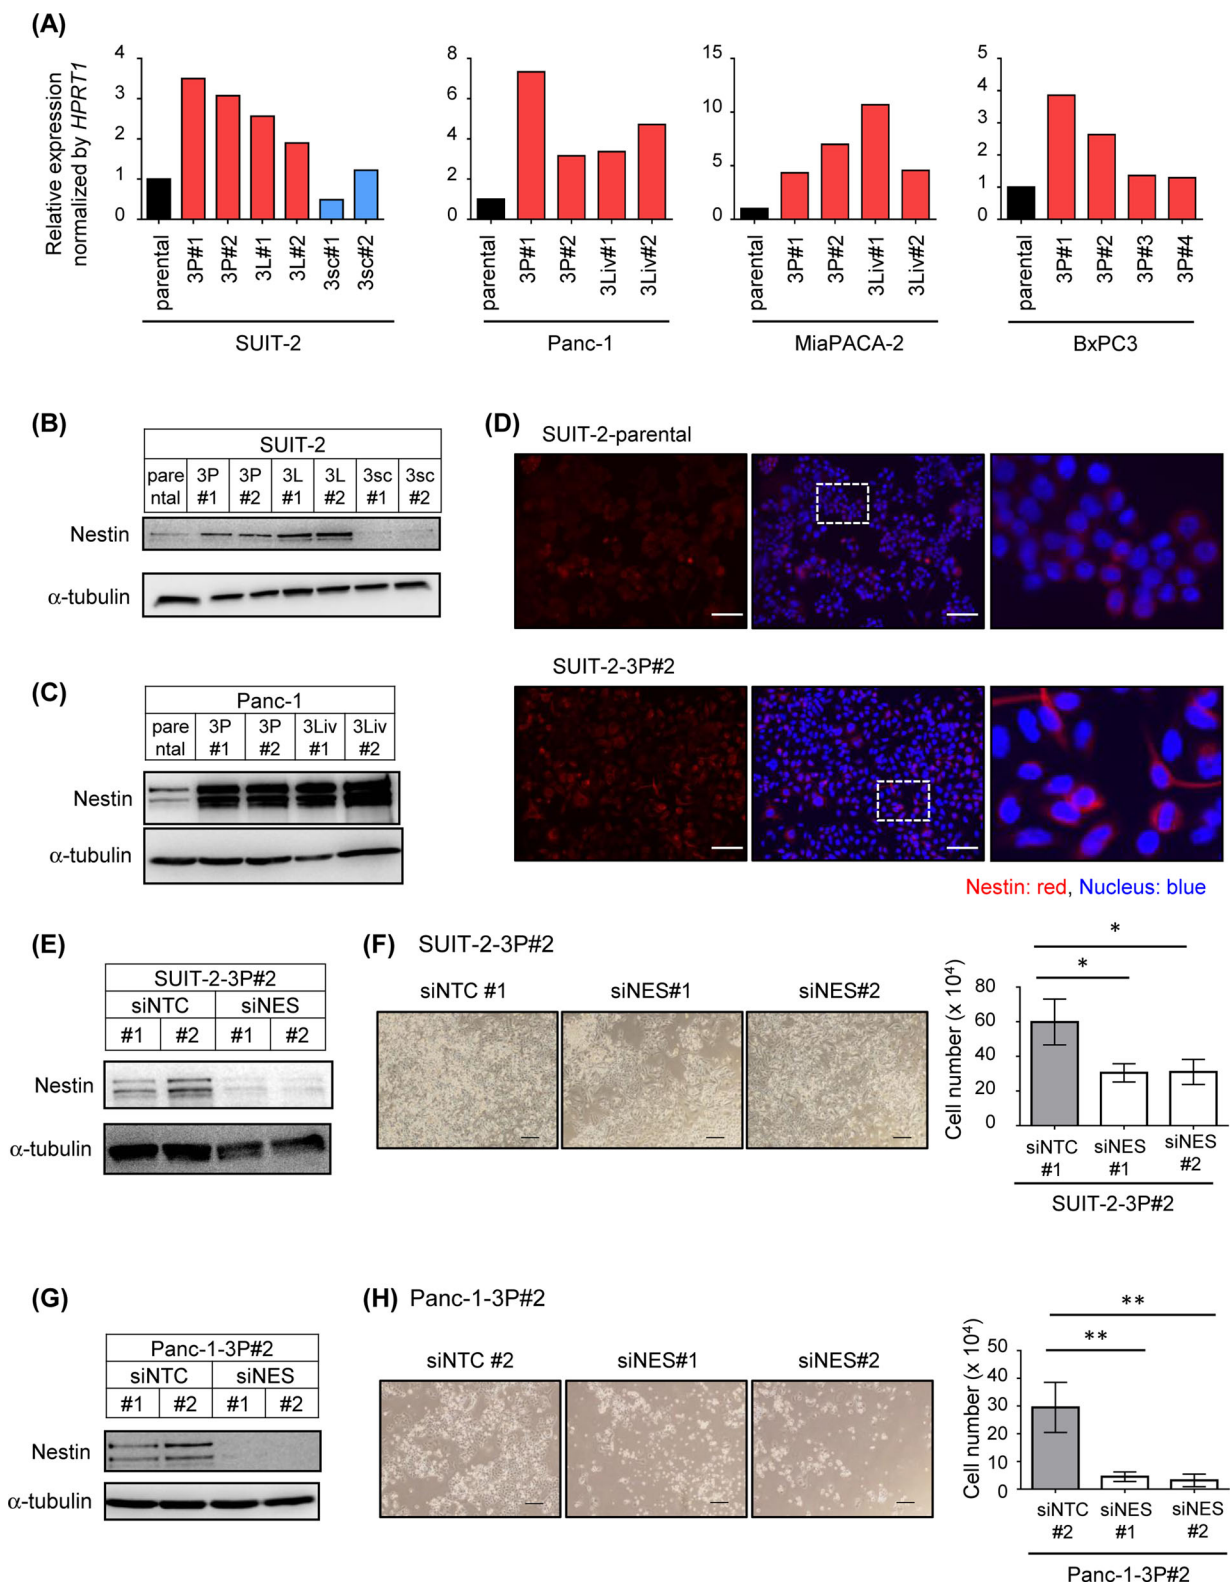 (A)
Relative expression
normalized by HPRT1
4
3
2
1
0
parental
3P#1
3P#2
3L#1
3L#2
3sc#1
3sc#2
SUIT-2
8
6
4
2
0
parental
3P#1
3P#2
3Liv#1
3Liv#2
Panc-1
15
10
5
0
parental
3P#1
3P#2
3Liv#1
3Liv#2
MiaPACA-2
5
4
3
2
1
0
parental
3P#1
3P#2
3P#3
3P#4
BxPC3
(B)
SUIT-2
pare 3P 3P 3L 3L 3sc 3sc
ntal #1 #2 #1 #2 #1 #2
Nestin
α-tubulin
(C)
Panc-1
pare 3P 3P 3Liv 3Liv
ntal #1 #2 #1 #2
Nestin
α-tubulin
(D)
SUIT-2-parental
SUIT-2-3P#2
Nestin: red, Nucleus: blue
(E)
SUIT-2-3P#2
siNTC siNES
#1 #2 #1 #2
Nestin
α-tubulin
(F) SUIT-2-3P#2
siNTC #1 siNES#1 siNES#2
Cell number (x 10⁴)
80
60
40
20
0
*
*
siNTC siNES siNES
#1 #1 #2
SUIT-2-3P#2
(G)
Panc-1-3P#2
siNTC siNES
#1 #2 #1 #2
Nestin
α-tubulin
(H) Panc-1-3P#2
siNTC #2 siNES#1 siNES#2
Cell number (x 10⁴)
50
40
30
20
10
0
**
**
siNTC siNES siNES
#2 #1 #2
Panc-1-3P#2